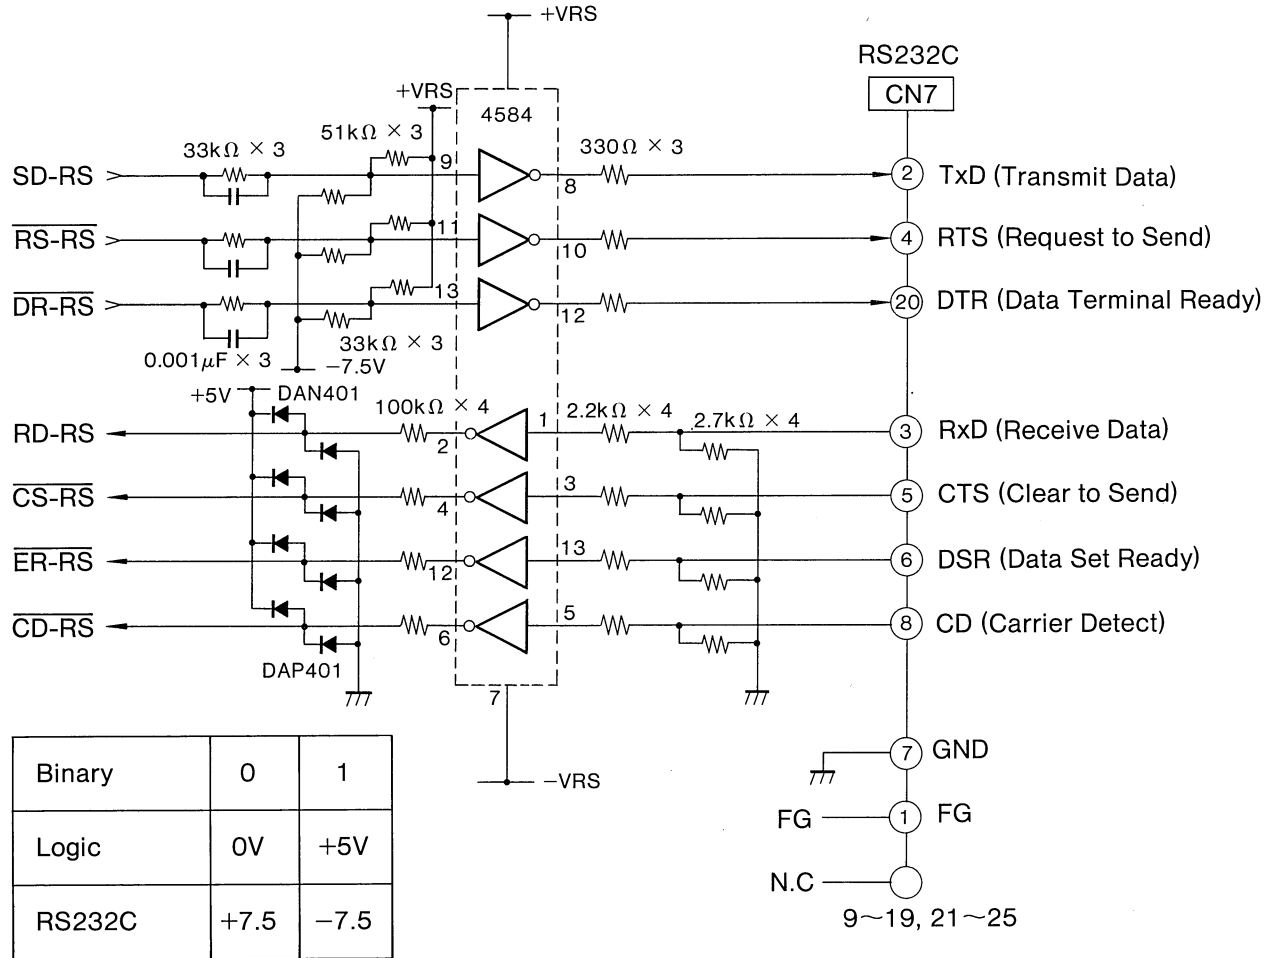 +VRS
RS232C
CN7
+VRS
4584
51kΩ × 3
33kΩ × 3
330Ω × 3
SD-RS
9
8
2
TxD (Transmit Data)
RS-RS
11
10
4
RTS (Request to Send)
DR-RS
13
12
20
DTR (Data Terminal Ready)
0.001μF × 3
33kΩ × 3
−7.5V
+5V
DAN401
100kΩ × 4
2.2kΩ × 4
2.7kΩ × 4
RD-RS
2
1
3
RxD (Receive Data)
CS-RS
4
3
5
CTS (Clear to Send)
ER-RS
12
13
6
DSR (Data Set Ready)
CD-RS
6
5
8
CD (Carrier Detect)
DAP401
7
−VRS
7
GND
FG
1
FG
N.C
9~19, 21~25
Binary 0 1
Logic 0V +5V
RS232C +7.5 −7.5